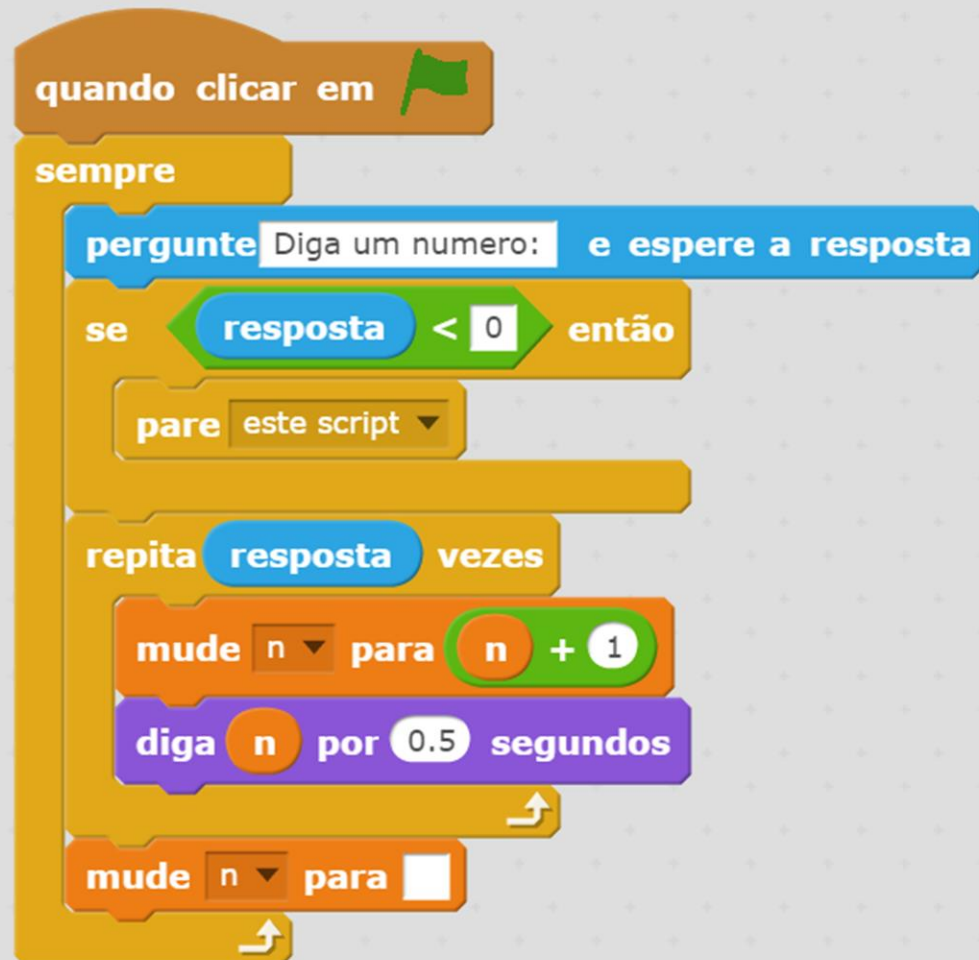 quando clicar em
sempre
pergunte Diga um numero: e espere a resposta
se resposta < 0 então
pare este script
repita resposta vezes
mude n para n + 1
diga n por 0.5 segundos
mude n para